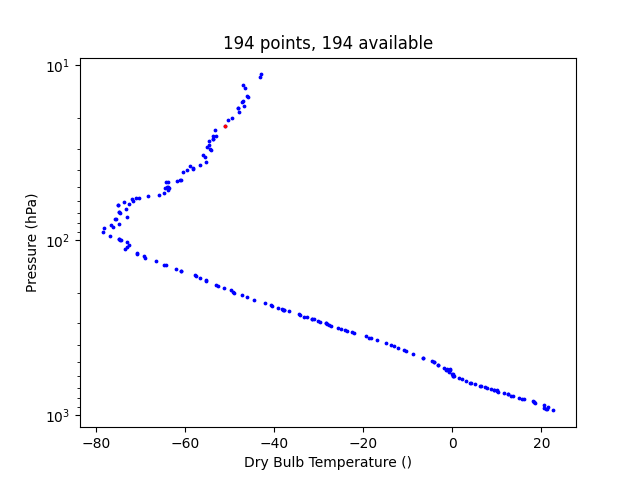 194 points, 194 available
10¹
10²
10³
Pressure (hPa)
−80 −60 −40 −20 0 20
Dry Bulb Temperature ()